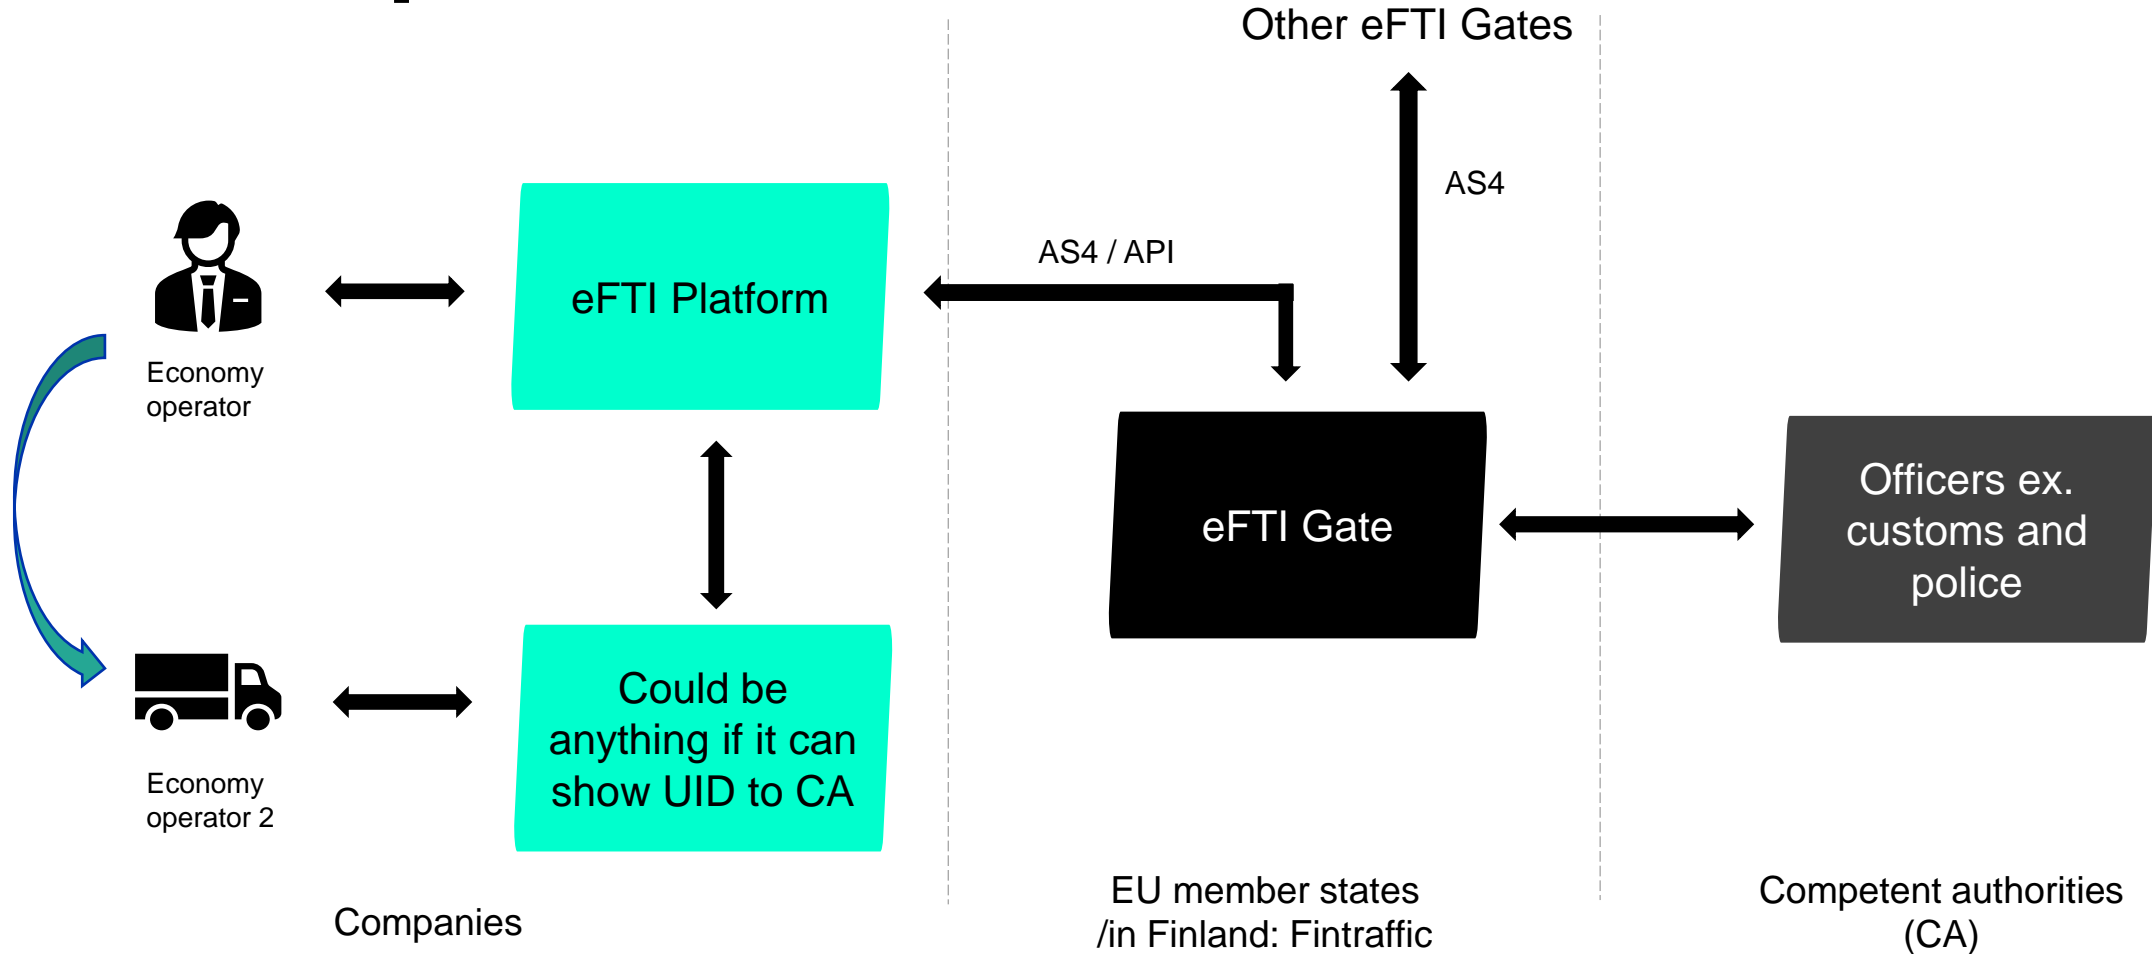 Other eFTI Gates
AS4
AS4 / API
eFTI Platform
Economy
operator
eFTI Gate
Officers ex.
customs and
police
Could be
anything if it can
show UID to CA
Economy
operator 2
Companies
EU member states
/in Finland: Fintraffic
Competent authorities
(CA)